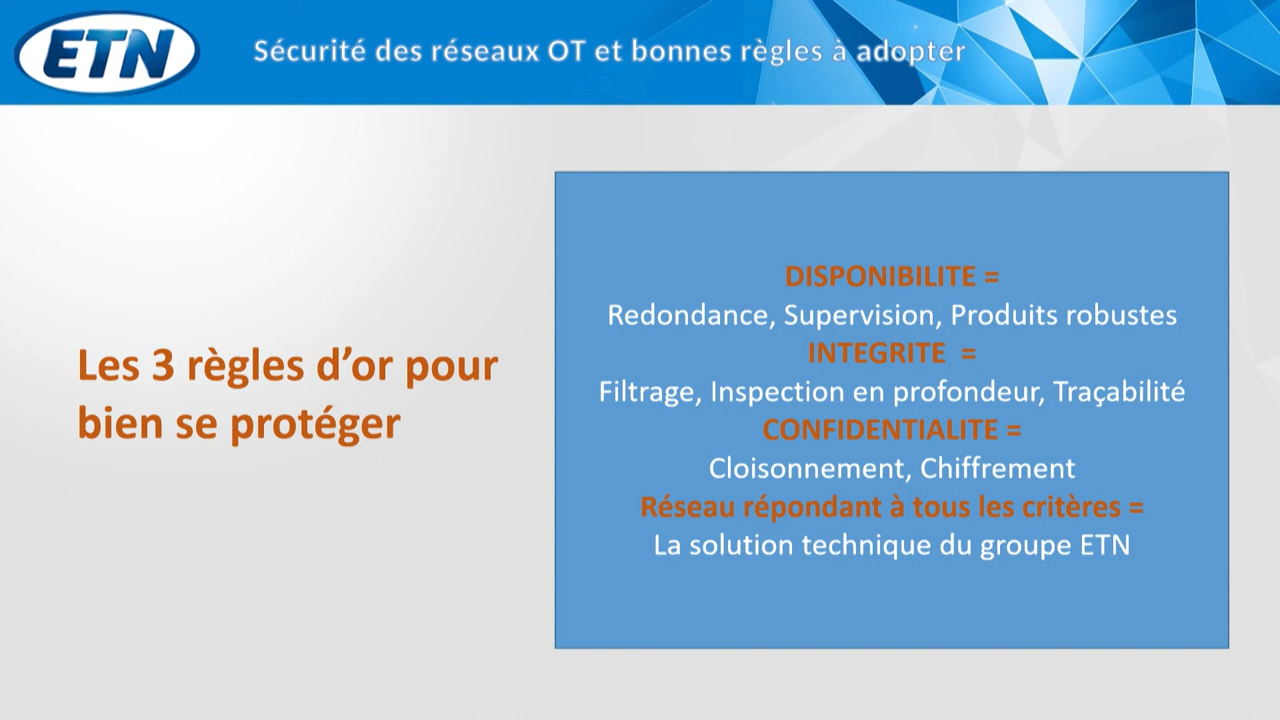 ETN
Sécurité des réseaux OT et bonnes règles à adopter
Les 3 règles d’or pour
bien se protéger
DISPONIBILITE =
Redondance, Supervision, Produits robustes
INTEGRITE  =
Filtrage, Inspection en profondeur, Traçabilité
CONFIDENTIALITE =
Cloisonnement, Chiffrement
Réseau répondant à tous les critères =
La solution technique du groupe ETN